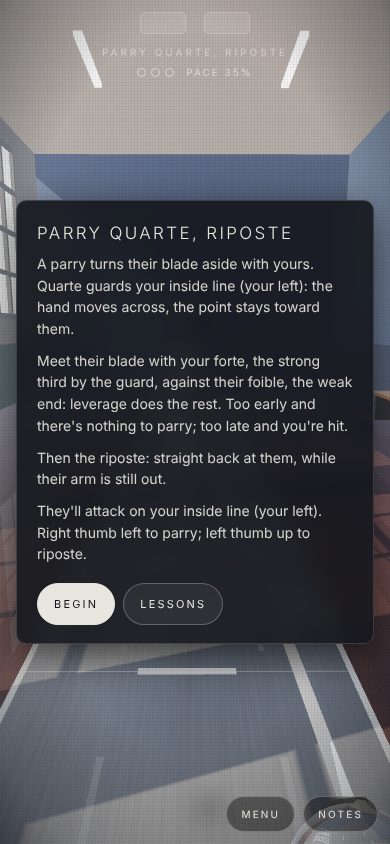 PARRY QUARTE, RIPOSTE
PACE 35%
PARRY QUARTE, RIPOSTE
A parry turns their blade aside with yours.
Quarte guards your inside line (your left): the
hand moves across, the point stays toward
them.
Meet their blade with your forte, the strong
third by the guard, against their foible, the weak
end: leverage does the rest. Too early and
there's nothing to parry; too late and you're hit.
Then the riposte: straight back at them, while
their arm is still out.
They'll attack on your inside line (your left).
Right thumb left to parry; left thumb up to
riposte.
BEGIN LESSONS
MENU NOTES